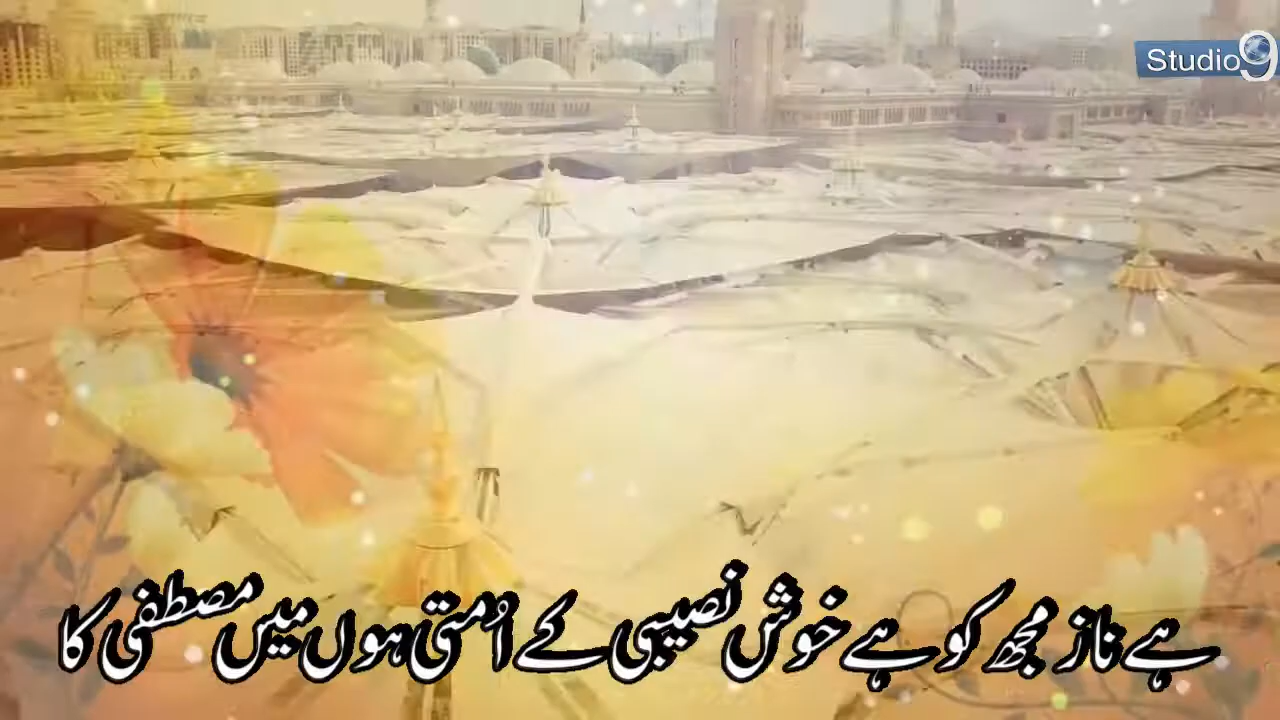 Studio9
ہے ناز مجھ کو ہے خوش نصیبی کے اُمتی ہوں میں مصطفی کا